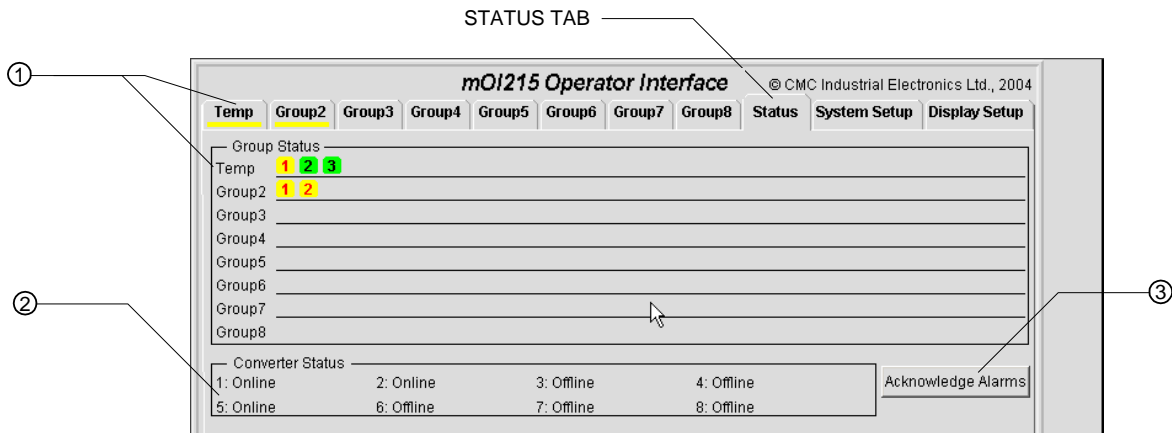 STATUS TAB
1
mOI215 Operator Interface © CMC Industrial Electronics Ltd., 2004
Temp Group2 Group3 Group4 Group5 Group6 Group7 Group8 Status System Setup Display Setup
Group Status
Temp 1 2 3
Group2 1 2
Group3
Group4
Group5
Group6
Group7
Group8
2
3
Converter Status
1: Online 2: Online 3: Offline 4: Offline
Acknowledge Alarms
5: Online 6: Offline 7: Offline 8: Offline